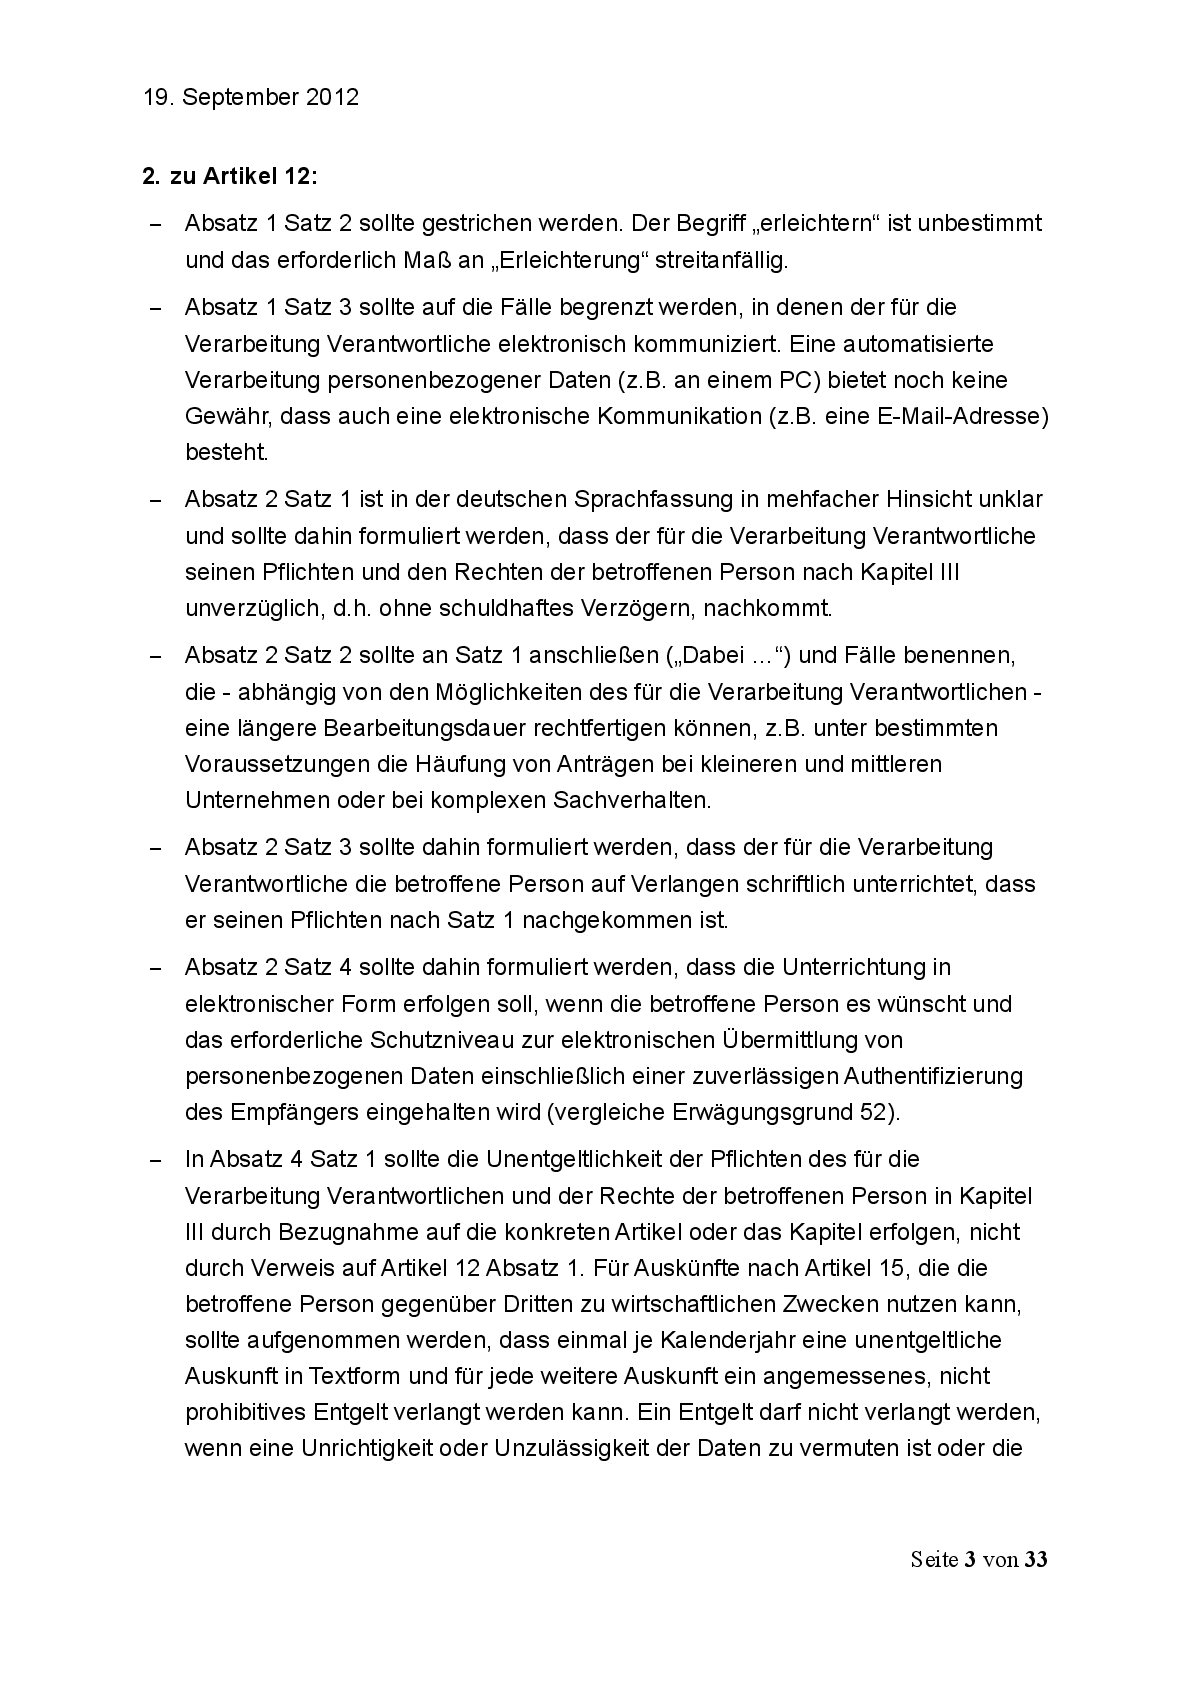 19. September 2012
2. zu Artikel 12:
– Absatz 1 Satz 2 sollte gestrichen werden. Der Begriff „erleichtern“ ist unbestimmt
und das erforderlich Maß an „Erleichterung“ streitanfällig.
– Absatz 1 Satz 3 sollte auf die Fälle begrenzt werden, in denen der für die
Verarbeitung Verantwortliche elektronisch kommuniziert. Eine automatisierte
Verarbeitung personenbezogener Daten (z.B. an einem PC) bietet noch keine
Gewähr, dass auch eine elektronische Kommunikation (z.B. eine E-Mail-Adresse)
besteht.
– Absatz 2 Satz 1 ist in der deutschen Sprachfassung in mehfacher Hinsicht unklar
und sollte dahin formuliert werden, dass der für die Verarbeitung Verantwortliche
seinen Pflichten und den Rechten der betroffenen Person nach Kapitel III
unverzüglich, d.h. ohne schuldhaftes Verzögern, nachkommt.
– Absatz 2 Satz 2 sollte an Satz 1 anschließen („Dabei …“) und Fälle benennen,
die - abhängig von den Möglichkeiten des für die Verarbeitung Verantwortlichen -
eine längere Bearbeitungsdauer rechtfertigen können, z.B. unter bestimmten
Voraussetzungen die Häufung von Anträgen bei kleineren und mittleren
Unternehmen oder bei komplexen Sachverhalten.
– Absatz 2 Satz 3 sollte dahin formuliert werden, dass der für die Verarbeitung
Verantwortliche die betroffene Person auf Verlangen schriftlich unterrichtet, dass
er seinen Pflichten nach Satz 1 nachgekommen ist.
– Absatz 2 Satz 4 sollte dahin formuliert werden, dass die Unterrichtung in
elektronischer Form erfolgen soll, wenn die betroffene Person es wünscht und
das erforderliche Schutzniveau zur elektronischen Übermittlung von
personenbezogenen Daten einschließlich einer zuverlässigen Authentifizierung
des Empfängers eingehalten wird (vergleiche Erwägungsgrund 52).
– In Absatz 4 Satz 1 sollte die Unentgeltlichkeit der Pflichten des für die
Verarbeitung Verantwortlichen und der Rechte der betroffenen Person in Kapitel
III durch Bezugnahme auf die konkreten Artikel oder das Kapitel erfolgen, nicht
durch Verweis auf Artikel 12 Absatz 1. Für Auskünfte nach Artikel 15, die die
betroffene Person gegenüber Dritten zu wirtschaftlichen Zwecken nutzen kann,
sollte aufgenommen werden, dass einmal je Kalenderjahr eine unentgeltliche
Auskunft in Textform und für jede weitere Auskunft ein angemessenes, nicht
prohibitives Entgelt verlangt werden kann. Ein Entgelt darf nicht verlangt werden,
wenn eine Unrichtigkeit oder Unzulässigkeit der Daten zu vermuten ist oder die
Seite 3 von 33